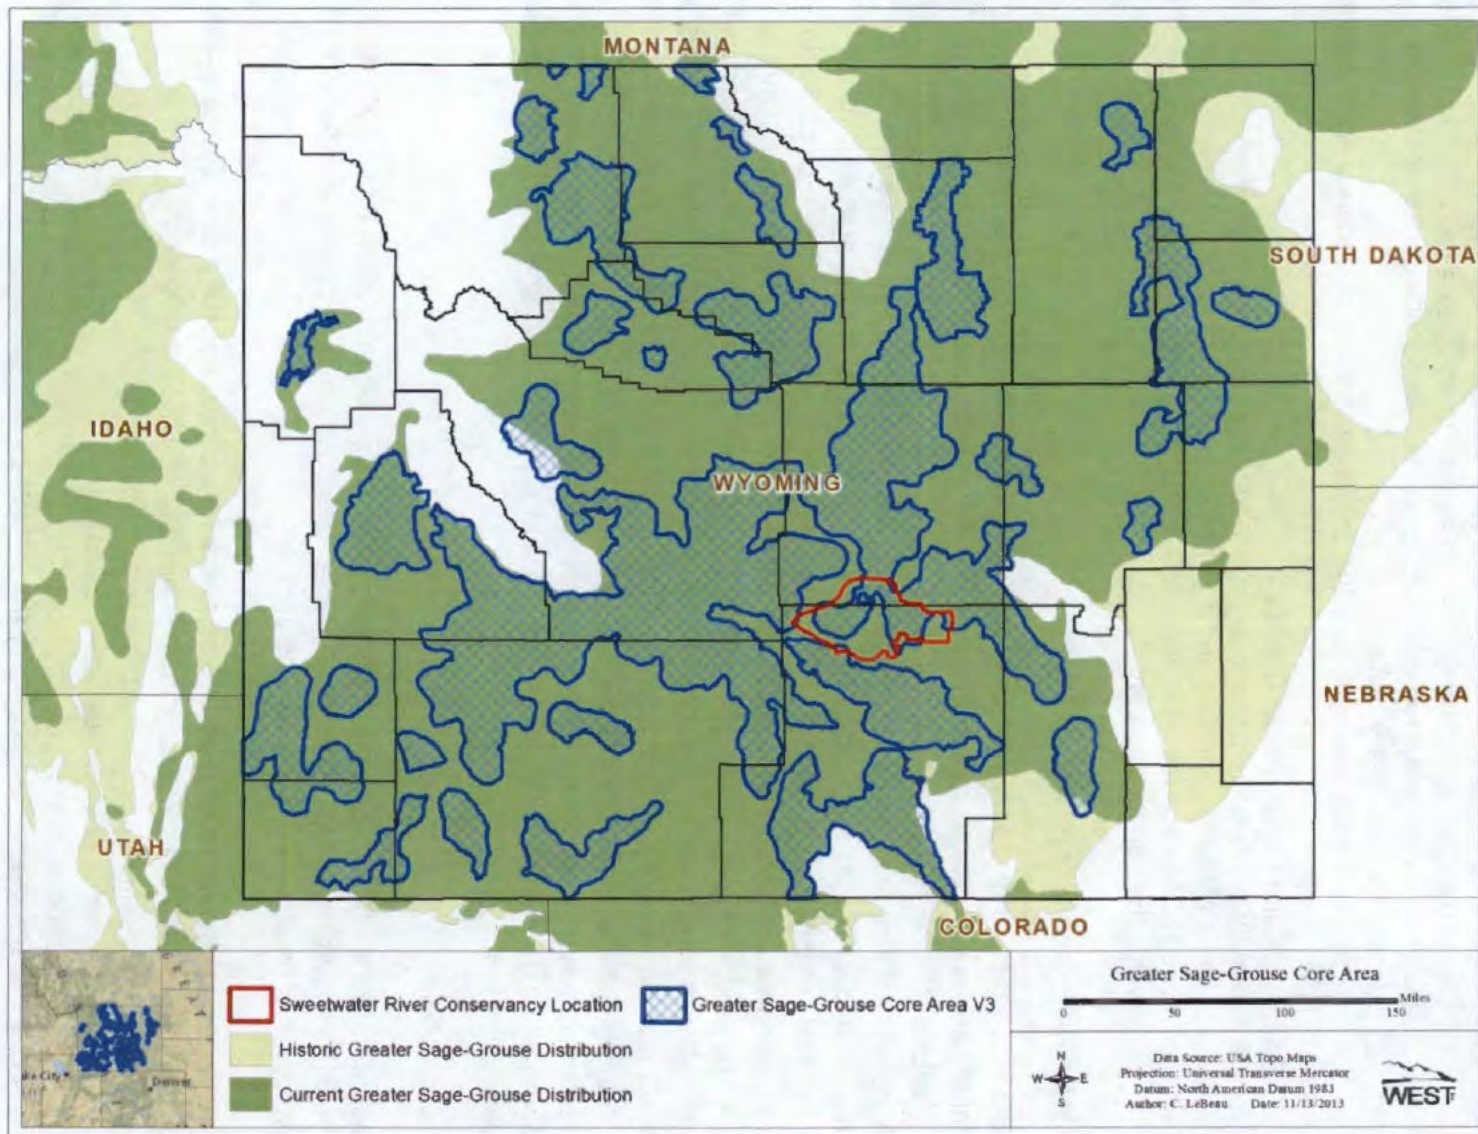 MONTANA
SOUTH DAKOTA
IDAHO
WYOMING
NEBRASKA
UTAH
COLORADO
Denver
Sweetwater River Conservancy Location
Greater Sage-Grouse Core Area V3
Historic Greater Sage-Grouse Distribution
Current Greater Sage-Grouse Distribution
Greater Sage-Grouse Core Area
Miles
0 50 100 150
N
W E
S
Data Source: USA Topo Maps
Projection: Universal Transverse Mercator
Datum: North American Datum 1983
Author: C. LeBeau Date: 11/13/2013
WEST